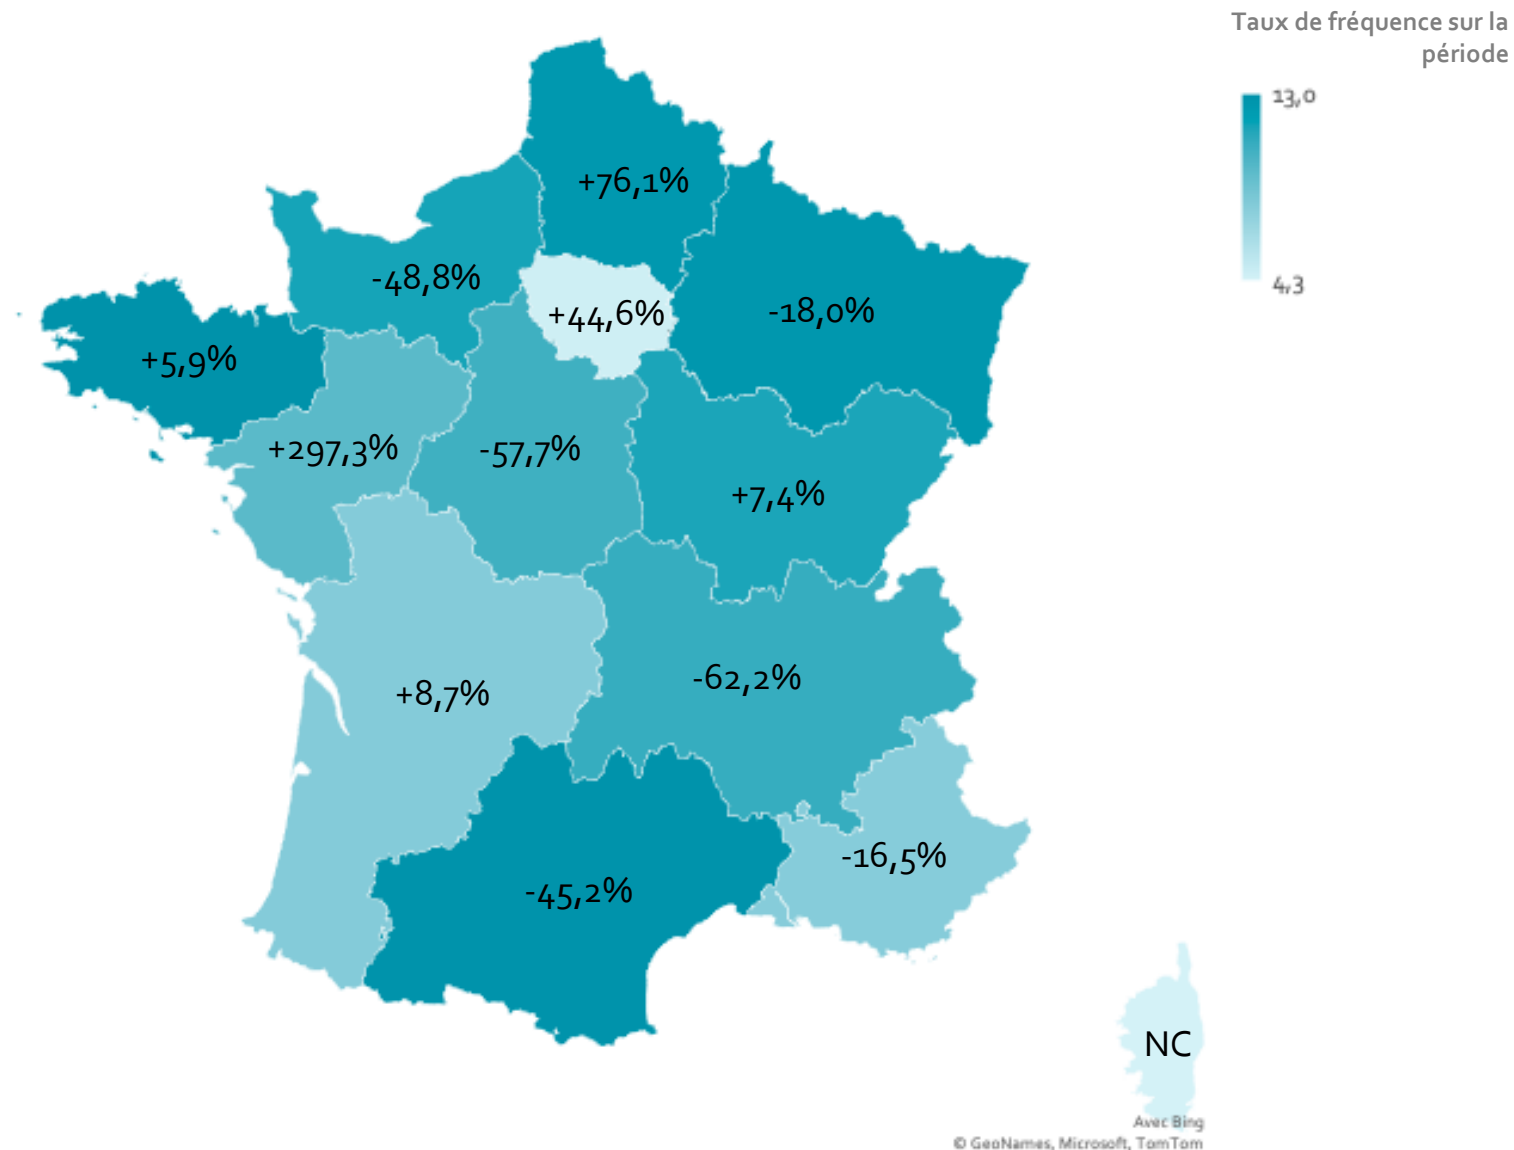 Taux de fréquence sur la
période
13,0
4,3
+76,1%
-48,8%
+44,6%
-18,0%
+5,9%
+297,3%
-57,7%
+7,4%
+8,7%
-62,2%
-16,5%
-45,2%
NC
Avec Bing
© GeoNames, Microsoft, TomTom